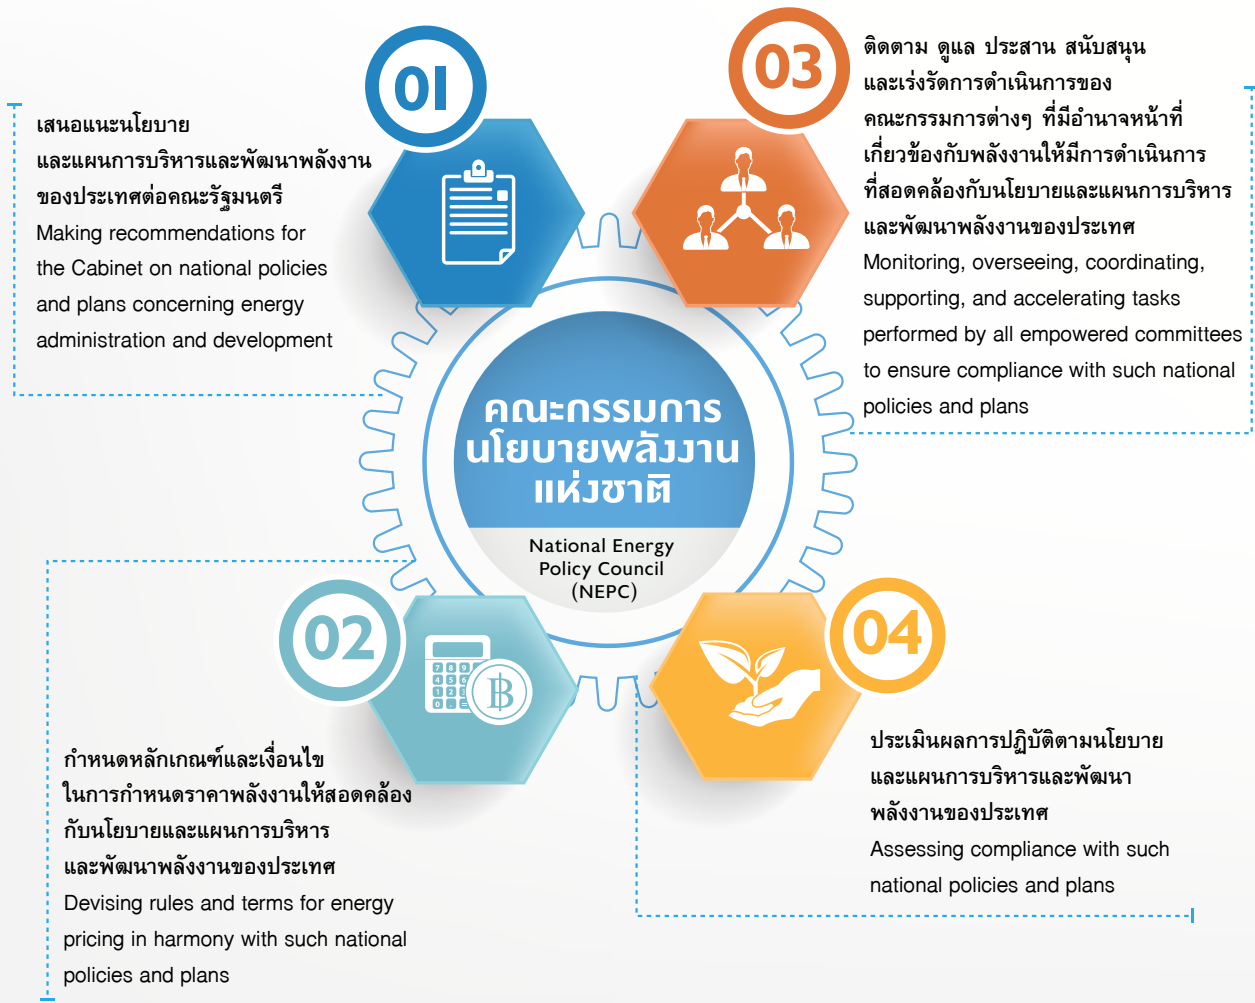 01
เสนอแนะนโยบาย
และแผนการบริหารและพัฒนาพลังงาน
ของประเทศต่อคณะรัฐมนตรี
Making recommendations for
the Cabinet on national policies
and plans concerning energy
administration and development
03
ติดตาม ดูแล ประสาน สนับสนุน
และเร่งรัดการดำเนินการของ
คณะกรรมการต่างๆ ที่มีอำนาจหน้าที่
เกี่ยวข้องกับพลังงานให้มีการดำเนินการ
ที่สอดคล้องกับนโยบายและแผนการบริหาร
และพัฒนาพลังงานของประเทศ
Monitoring, overseeing, coordinating,
supporting, and accelerating tasks
performed by all empowered committees
to ensure compliance with such national
policies and plans
คณะกรรมการ
นโยบายพลังงาน
แห่งชาติ
National Energy
Policy Council
(NEPC)
02
7 8 9
4 5 6
1 2 3
0 . =
฿
กำหนดหลักเกณฑ์และเงื่อนไข
ในการกำหนดราคาพลังงานให้สอดคล้อง
กับนโยบายและแผนการบริหาร
และพัฒนาพลังงานของประเทศ
Devising rules and terms for energy
pricing in harmony with such national
policies and plans
04
ประเมินผลการปฏิบัติตามนโยบาย
และแผนการบริหารและพัฒนา
พลังงานของประเทศ
Assessing compliance with such
national policies and plans